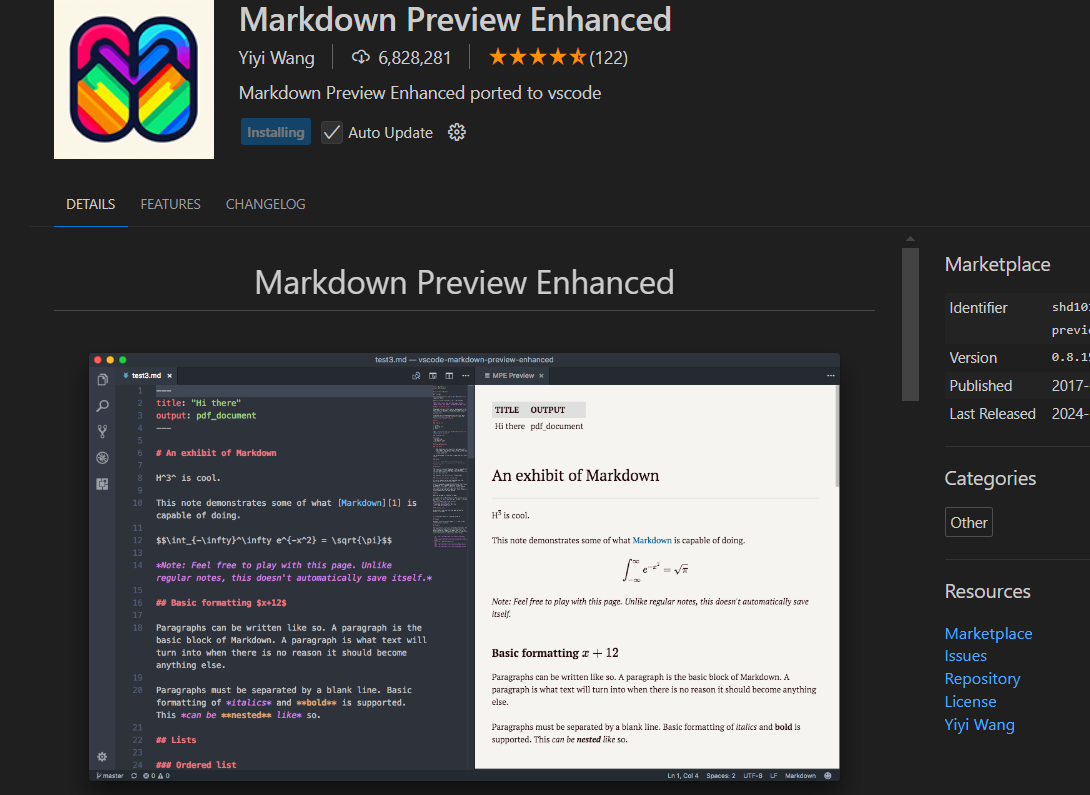 Markdown Preview Enhanced
Yiyi Wang 6,828,281 (122)
Markdown Preview Enhanced ported to vscode
Installing Auto Update
DETAILS FEATURES CHANGELOG
Markdown Preview Enhanced
test3.md — vscode-markdown-preview-enhanced
test3.md
1 ---
2 title: "Hi there"
3 output: pdf_document
4 ---
5
6 # An exhibit of Markdown
7
8 H^3^ is cool.
9
10 This note demonstrates some of what [Markdown][1] is
capable of doing.
11
12 $$\int_{-\infty}^\infty e^{-x^2} = \sqrt{\pi}$$
13
14 *Note: Feel free to play with this page. Unlike
regular notes, this doesn't automatically save itself.*
15
16 ## Basic formatting $x+12$
17
18 Paragraphs can be written like so. A paragraph is the
basic block of Markdown. A paragraph is what text will
turn into when there is no reason it should become
anything else.
19
20 Paragraphs must be separated by a blank line. Basic
formatting of *italics* and **bold** is supported.
This *can be **nested** like* so.
21
22 ## Lists
23
24 ### Ordered list
MPE Preview
TITLE OUTPUT
Hi there pdf_document
An exhibit of Markdown
H³ is cool.
This note demonstrates some of what Markdown is capable of doing.
∫_{-∞}^{∞} e^{-x²} = √π
Note: Feel free to play with this page. Unlike regular notes, this doesn't automatically save
itself.
Basic formatting x + 12
Paragraphs can be written like so. A paragraph is the basic block of Markdown. A
paragraph is what text will turn into when there is no reason it should become anything
else.
Paragraphs must be separated by a blank line. Basic formatting of italics and bold is
supported. This can be nested like so.
master 0 0 Ln 1, Col 4 Spaces: 2 UTF-8 LF Markdown
Marketplace
Identifier shd10
previe
Version 0.8.1
Published 2017-
Last Released 2024-
Categories
Other
Resources
Marketplace
Issues
Repository
License
Yiyi Wang